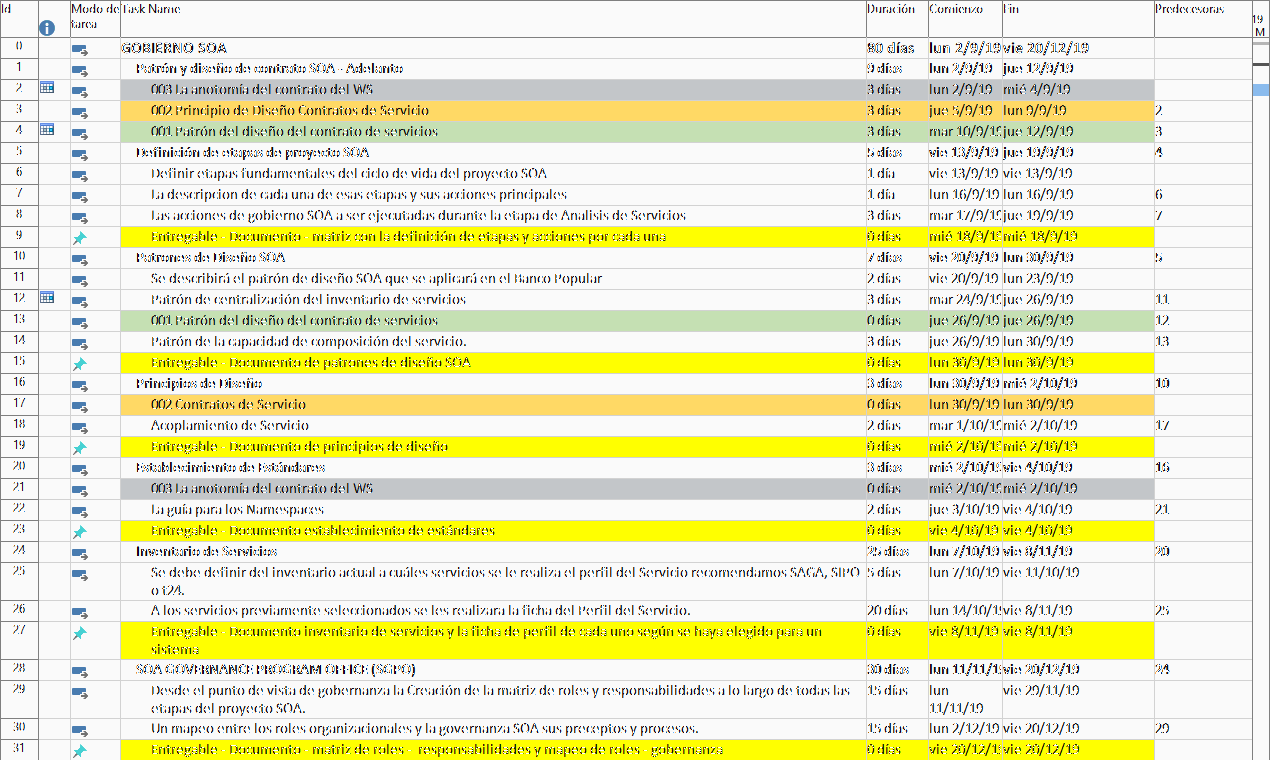 Id Modo de tarea Task Name Duración Comienzo Fin Predecesoras 19 M
0 GOBIERNO SOA 80 días lun 2/9/19 vie 20/12/19
1 Patrón y diseño de contrato SOA - Adelanto 9 días lun 2/9/19 jue 12/9/19
2 003 La anotomía del contrato del WS 3 días lun 2/9/19 mié 4/9/19
3 002 Principio de Diseño Contratos de Servicio 3 días jue 5/9/19 lun 9/9/19 2
4 001 Patrón del diseño del contrato de servicios 3 días mar 10/9/19 jue 12/9/19 3
5 Definición de etapas de proyecto SOA 5 días vie 13/9/19 jue 19/9/19 4
6 Definir etapas fundamentales del ciclo de vida del proyecto SOA 1 día vie 13/9/19 vie 13/9/19
7 La descripcion de cada una de esas etapas y sus acciones principales 1 día lun 16/9/19 lun 16/9/19 6
8 Las acciones de gobierno SOA a ser ejecutadas durante la etapa de Analisis de Servicios 3 días mar 17/9/19 jue 19/9/19 7
9 Entregable - Documento - matriz con la definición de etapas y acciones por cada una 0 días mié 18/9/19 mié 18/9/19
10 Patrones de Diseño SOA 7 días vie 20/9/19 lun 30/9/19 5
11 Se describirá el patrón de diseño SOA que se aplicará en el Banco Popular 2 días vie 20/9/19 lun 23/9/19
12 Patrón de centralización del inventario de servicios 3 días mar 24/9/19 jue 26/9/19 11
13 001 Patrón del diseño del contrato de servicios 0 días jue 26/9/19 jue 26/9/19 12
14 Patrón de la capacidad de composición del servicio. 3 días jue 26/9/19 lun 30/9/19 13
15 Entregable - Documento de patrones de diseño SOA 0 días lun 30/9/19 lun 30/9/19
16 Principios de Diseño 3 días lun 30/9/19 mié 2/10/19 10
17 002 Contratos de Servicio 0 días lun 30/9/19 lun 30/9/19
18 Acoplamiento de Servicio 2 días mar 1/10/19 mié 2/10/19 17
19 Entregable - Documento de principios de diseño 0 días mié 2/10/19 mié 2/10/19
20 Establecimiento de Estándares 3 días mié 2/10/19 vie 4/10/19 16
21 003 La anotomía del contrato del WS 0 días mié 2/10/19 mié 2/10/19
22 La guía para los Namespaces 2 días jue 3/10/19 vie 4/10/19 21
23 Entregable - Documento establecimiento de estándares 0 días vie 4/10/19 vie 4/10/19
24 Inventario de Servicios 25 días lun 7/10/19 vie 8/11/19 20
25 Se debe definir del inventario actual a cuáles servicios se le realiza el perfil del Servicio recomendamos SAGA, SIPO 5 días lun 7/10/19 vie 11/10/19
o t24.
26 A los servicios previamente seleccionados se les realizara la ficha del Perfil del Servicio. 20 días lun 14/10/19 vie 8/11/19 25
27 Entregable - Documento inventario de servicios y la ficha de perfil de cada uno según se haya elegido para un 0 días vie 8/11/19 vie 8/11/19
sistema
28 SOA GOVERNANCE PROGRAM OFFICE (SGPO) 30 días lun 11/11/19 vie 20/12/19 24
29 Desde el punto de vista de gobernanza la Creación de la matriz de roles y responsabilidades a lo largo de todas las 15 días lun vie 29/11/19
etapas del proyecto SOA. 11/11/19
30 Un mapeo entre los roles organizacionales y la governanza SOA sus preceptos y procesos. 15 días lun 2/12/19 vie 20/12/19 29
31 Entregable - Documento - matriz de roles - responsabilidades y mapeo de roles - gobernanza 0 días vie 20/12/19 vie 20/12/19